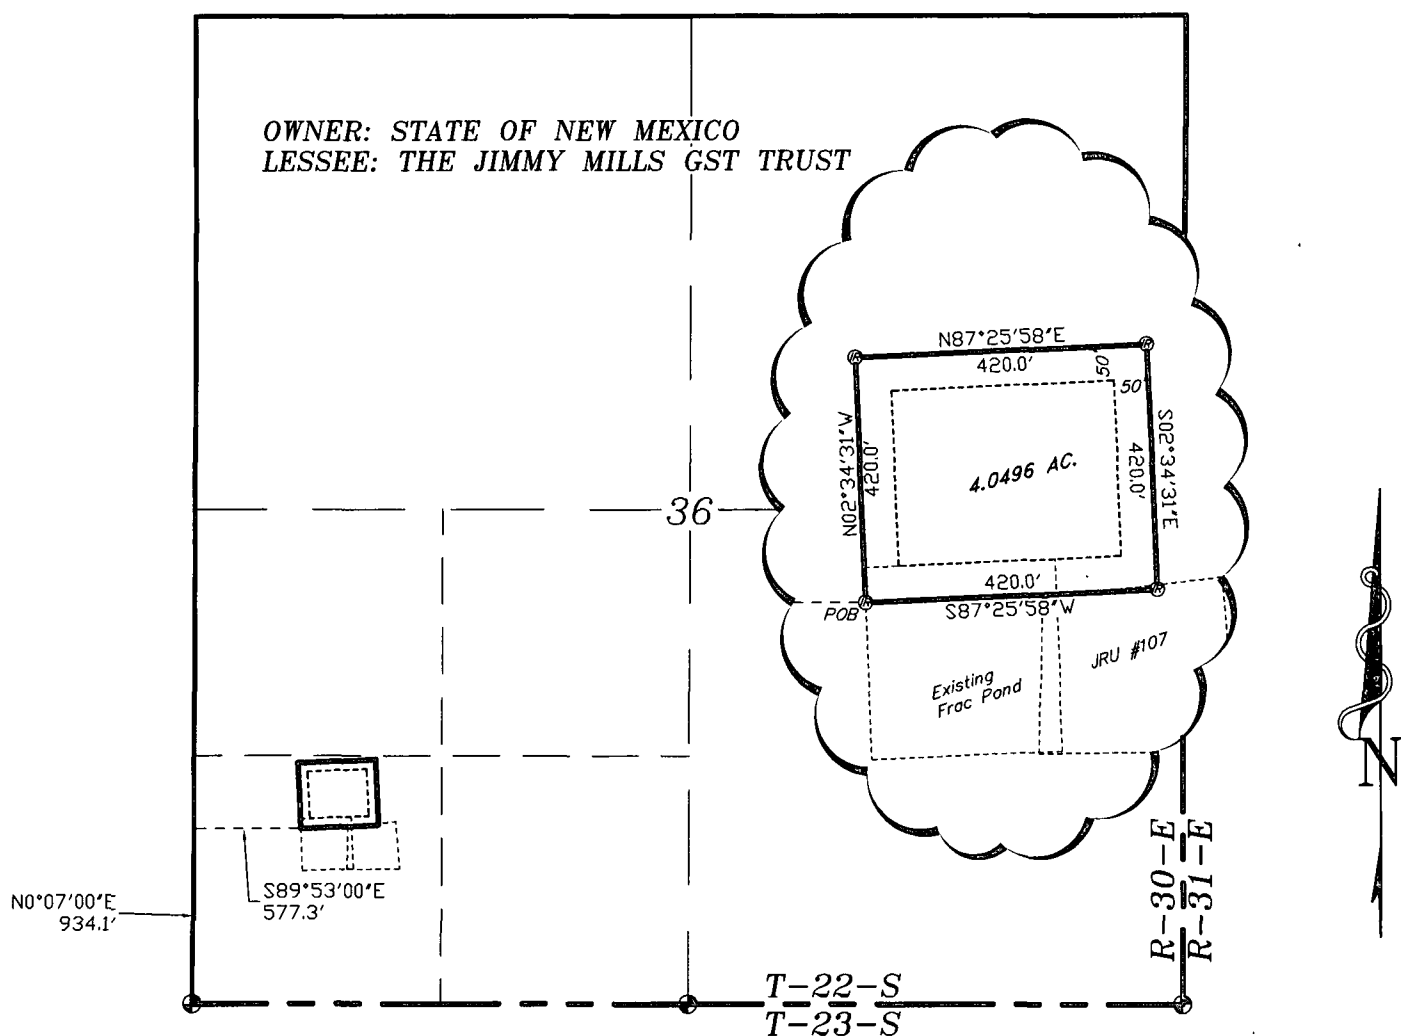 OWNER: STATE OF NEW MEXICO
LESSEE: THE JIMMY MILLS GST TRUST
N87°25'58"E
420.0'
50'
50'
N02°34'31"W
420.0'
4.0496 AC.
420.0'
S02°34'31"E
36
420.0'
POB
S87°25'58"W
JRU #107
Existing
Frac Pond
N
S89°53'00"E
577.3'
N0°07'00"E
934.1'
R-30-E
R-31-E
T-22-S
T-23-S